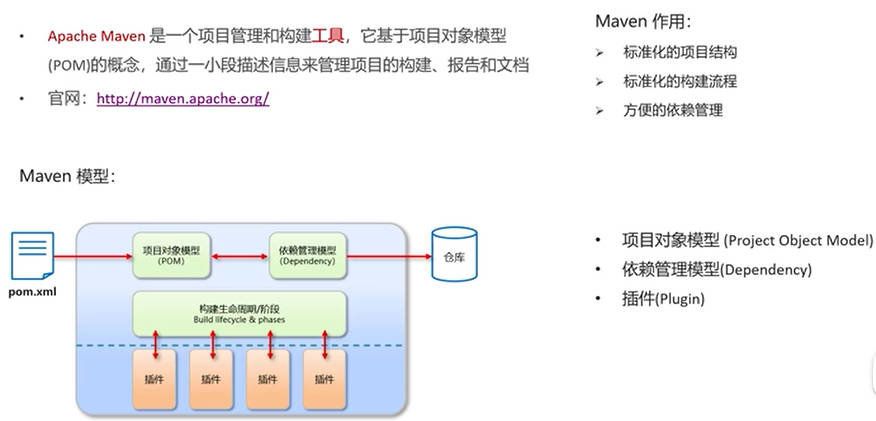 • Apache Maven 是一个项目管理和构建工具，它基于项目对象模型
(POM)的概念，通过一小段描述信息来管理项目的构建、报告和文档
• 官网：http://maven.apache.org/
Maven 作用：
➢ 标准化的项目结构
➢ 标准化的构建流程
➢ 方便的依赖管理
Maven 模型：
pom.xml
项目对象模型
(POM)
依赖管理模型
(Dependency)
仓库
构建生命周期/阶段
Build lifecycle & phases
插件
插件
插件
插件
• 项目对象模型 (Project Object Model)
• 依赖管理模型(Dependency)
• 插件(Plugin)